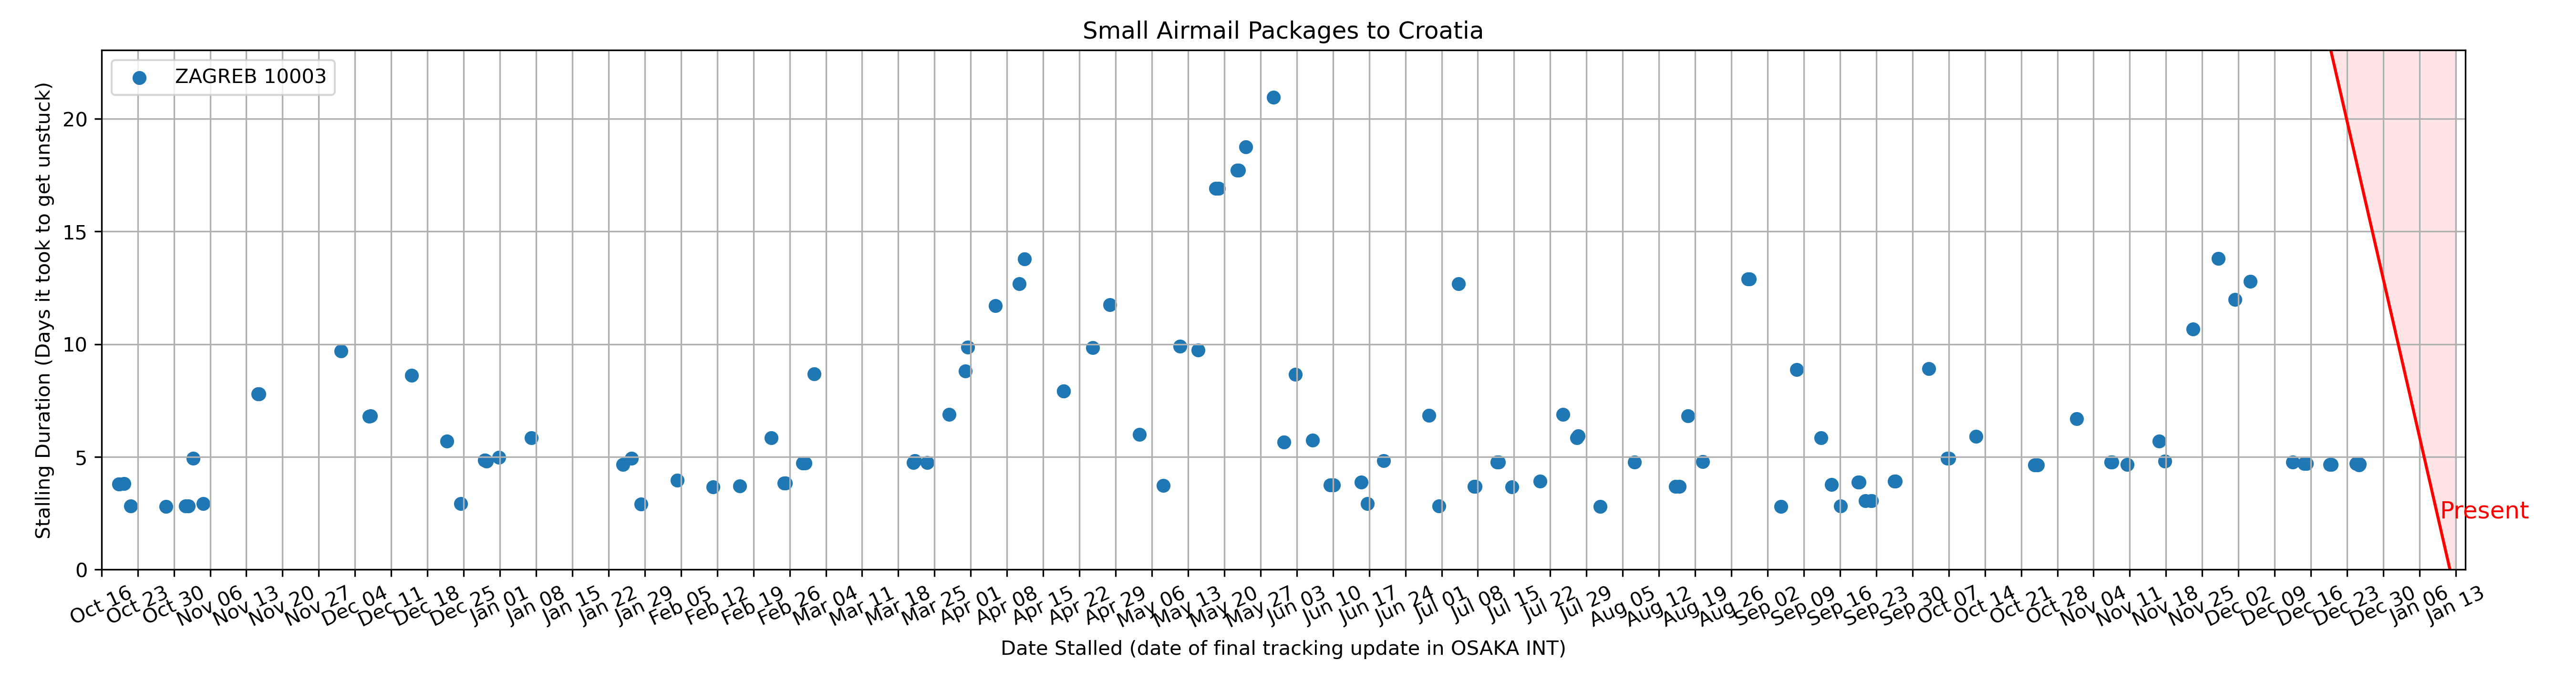 Small Airmail Packages to Croatia
ZAGREB 10003
Stalling Duration (Days it took to get unstuck)
20
15
10
5
0
Present
Oct 16
Oct 23
Oct 30
Nov 06
Nov 13
Nov 20
Nov 27
Dec 04
Dec 11
Dec 18
Dec 25
Jan 01
Jan 08
Jan 15
Jan 22
Jan 29
Feb 05
Feb 12
Feb 19
Feb 26
Mar 04
Mar 11
Mar 18
Mar 25
Apr 01
Apr 08
Apr 15
Apr 22
Apr 29
May 06
May 13
May 20
May 27
Jun 03
Jun 10
Jun 17
Jun 24
Jul 01
Jul 08
Jul 15
Jul 22
Jul 29
Aug 05
Aug 12
Aug 19
Aug 26
Sep 02
Sep 09
Sep 16
Sep 23
Sep 30
Oct 07
Oct 14
Oct 21
Oct 28
Nov 04
Nov 11
Nov 18
Nov 25
Dec 02
Dec 09
Dec 16
Dec 23
Dec 30
Jan 06
Jan 13
Date Stalled (date of final tracking update in OSAKA INT)